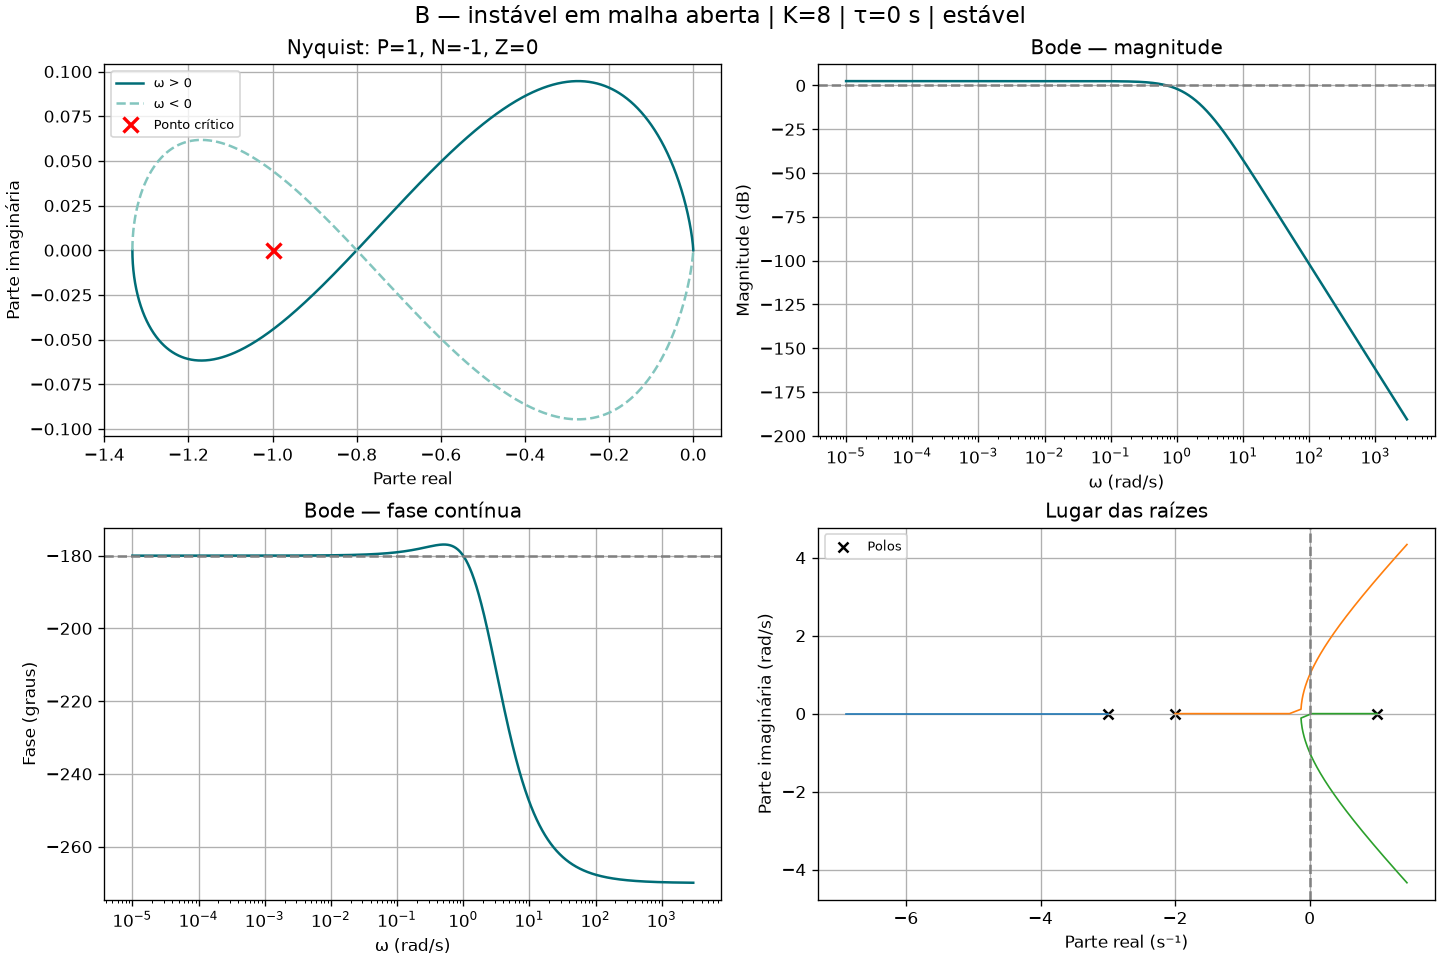 B — instável em malha aberta | K=8 | τ=0 s | estável
Nyquist: P=1, N=-1, Z=0
ω > 0
ω < 0
Ponto crítico
0.100
0.075
0.050
0.025
0.000
−0.025
−0.050
−0.075
−0.100
Parte imaginária
−1.4 −1.2 −1.0 −0.8 −0.6 −0.4 −0.2 0.0
Parte real
Bode — magnitude
0
−25
−50
−75
−100
−125
−150
−175
−200
Magnitude (dB)
10⁻⁵ 10⁻⁴ 10⁻³ 10⁻² 10⁻¹ 10⁰ 10¹ 10² 10³
ω (rad/s)
Bode — fase contínua
−180
−200
−220
−240
−260
Fase (graus)
10⁻⁵ 10⁻⁴ 10⁻³ 10⁻² 10⁻¹ 10⁰ 10¹ 10² 10³
ω (rad/s)
Lugar das raízes
Polos
4
2
0
−2
−4
Parte imaginária (rad/s)
−6 −4 −2 0
Parte real (s⁻¹)